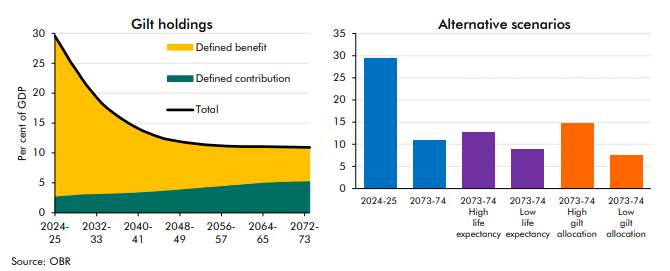 Gilt holdings
30
25
20
15
10
5
0
Per cent of GDP
Defined benefit
Defined contribution
Total
2024-
25
2032-
33
2040-
41
2048-
49
2056-
57
2064-
65
2072-
73
Alternative scenarios
35
30
25
20
15
10
5
0
2024-25
2073-74
2073-74
High
life
expectancy
2073-74
Low
life
expectancy
2073-74
High
gilt
allocation
2073-74
Low
gilt
allocation
Source: OBR